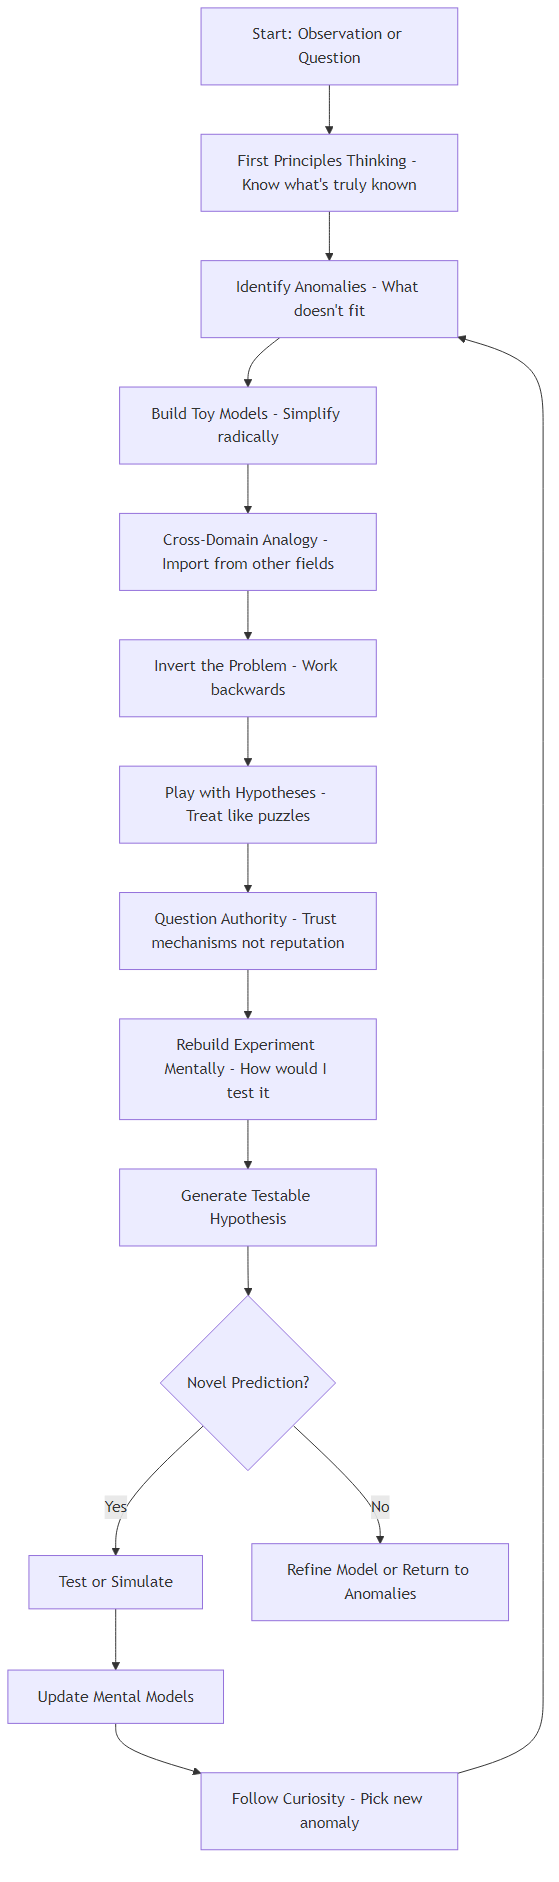 Start: Observation or
Question
First Principles Thinking -
Know what's truly known
Identify Anomalies - What
doesn't fit
Build Toy Models - Simplify
radically
Cross-Domain Analogy -
Import from other fields
Invert the Problem - Work
backwards
Play with Hypotheses -
Treat like puzzles
Question Authority - Trust
mechanisms not reputation
Rebuild Experiment
Mentally - How would I
test it
Generate Testable
Hypothesis
Novel Prediction?
Yes
No
Test or Simulate
Refine Model or Return to
Anomalies
Update Mental Models
Follow Curiosity - Pick new
anomaly